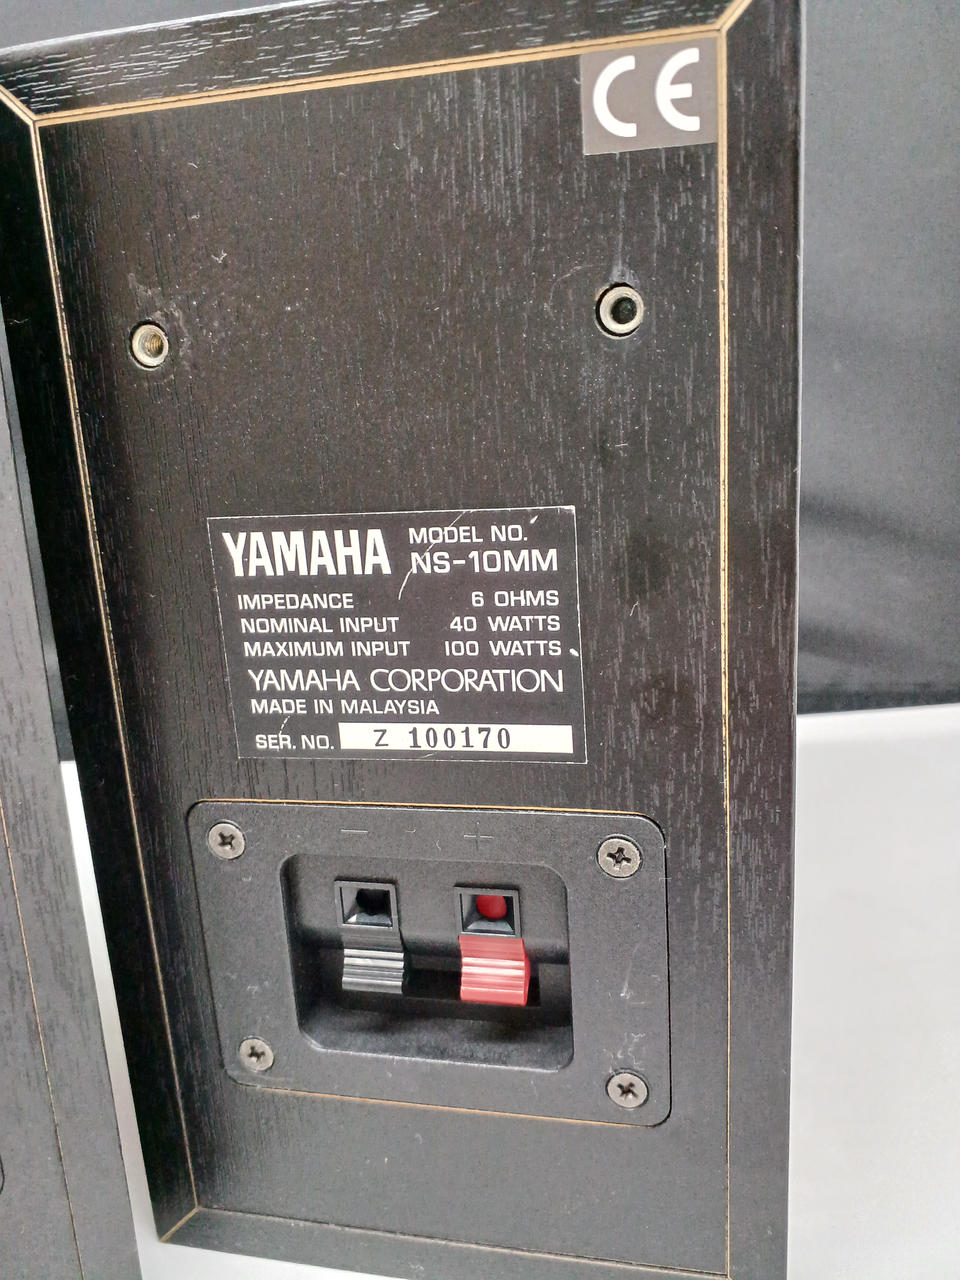 CE
YAMAHA MODEL NO. NS-10MM
IMPEDANCE 6 OHMS
NOMINAL INPUT 40 WATTS
MAXIMUM INPUT 100 WATTS
YAMAHA CORPORATION
MADE IN MALAYSIA
SER. NO. Z 100170
− +